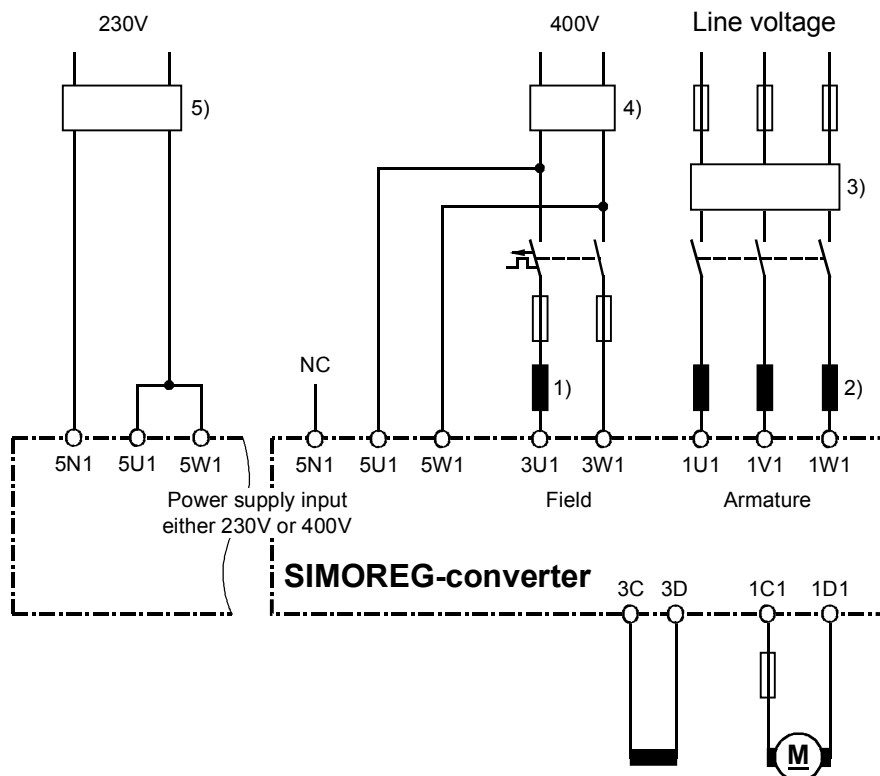 230V 400V Line voltage
5) 4)
3)
NC 1) 2)
5N1 5U1 5W1 5N1 5U1 5W1 3U1 3W1 1U1 1V1 1W1
Power supply input Field Armature
either 230V or 400V
SIMOREG-converter
3C 3D 1C1 1D1
M